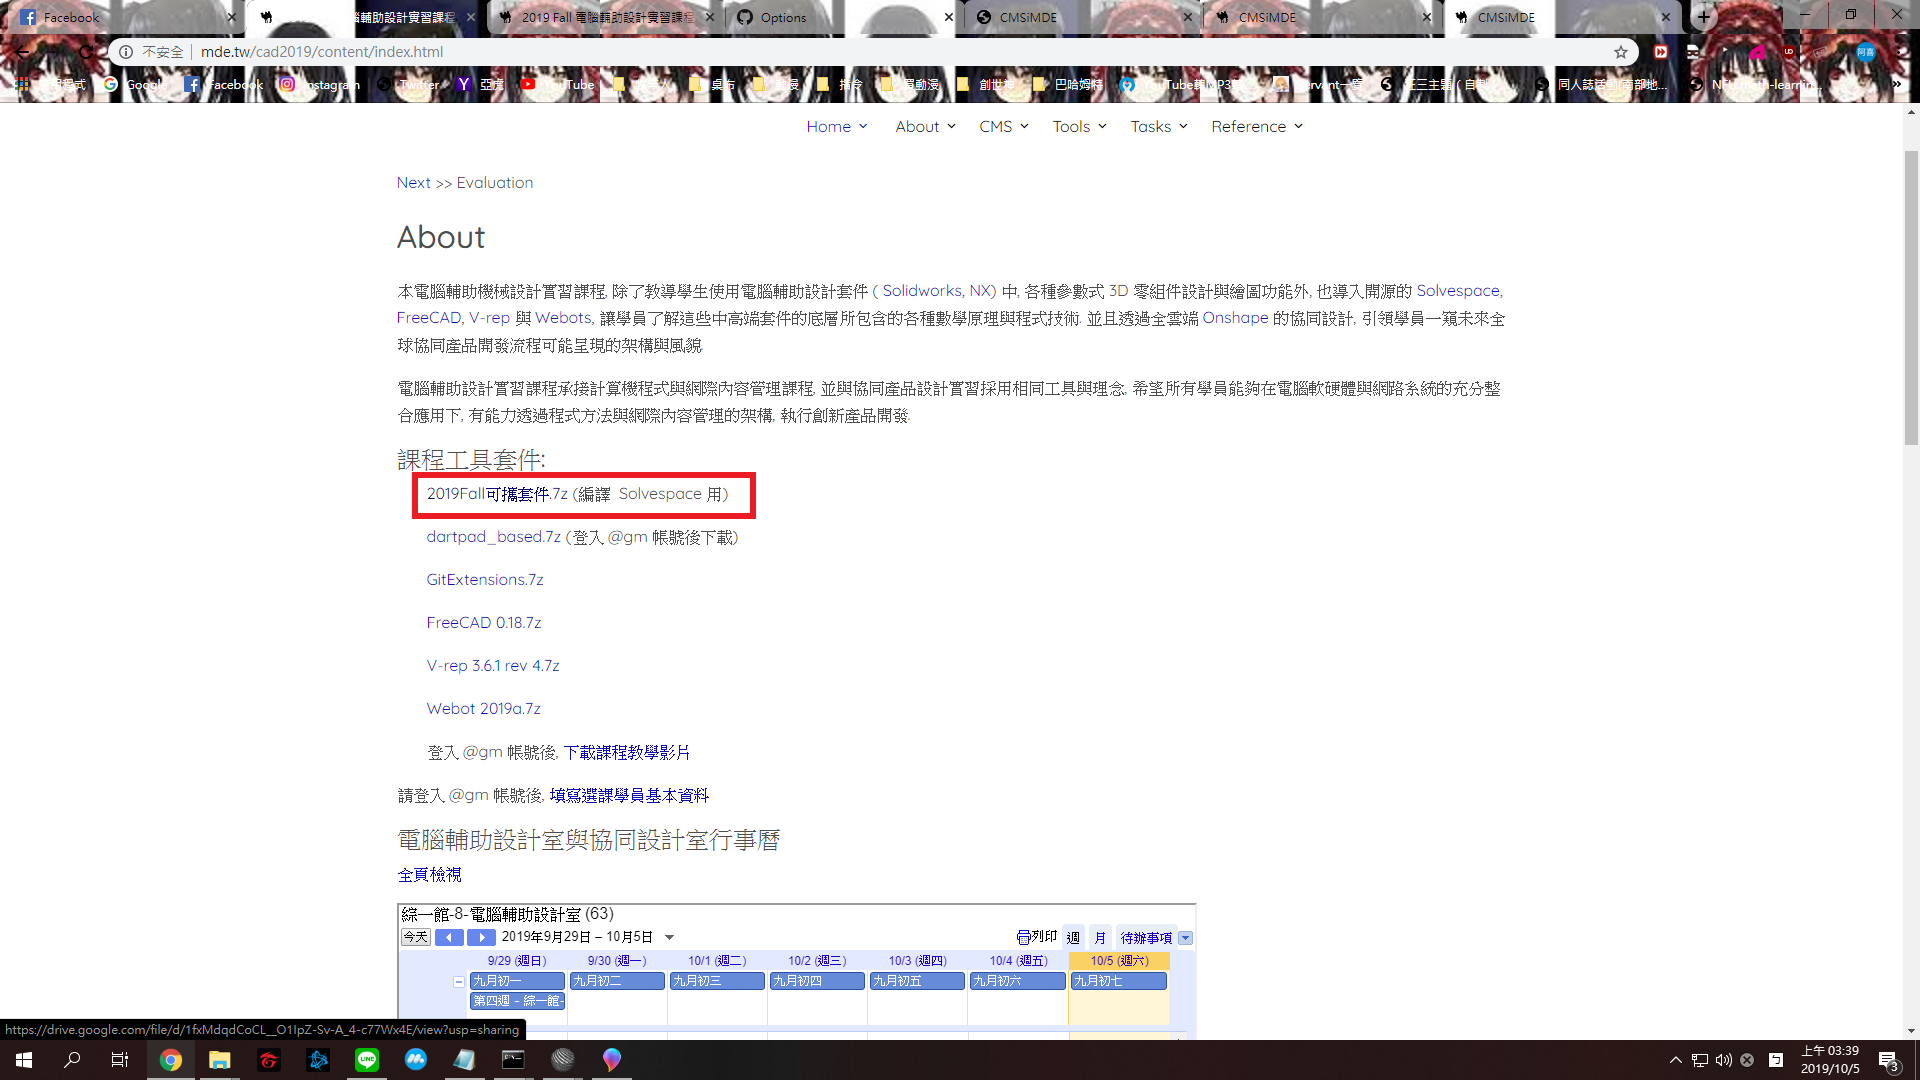 Facebook
輔助設計實習課程
2019 Fall 電腦輔助設計實習課程
Options
CMSiMDE
CMSiMDE
CMSiMDE
不安全
mde.tw/cad2019/content/index.html
Google
Facebook
Instagram
Twitter
YouTube
桌布
指令
創世神
巴哈姆特
Home
About
CMS
Tools
Tasks
Reference
Next >> Evaluation
About
本電腦輔助機械設計實習課程, 除了教導學生使用電腦輔助設計套件 ( Solidworks, NX) 中, 各種參數式 3D 零組件設計與繪圖功能外, 也導入開源的 Solvespace,
FreeCAD, V-rep 與 Webots, 讓學員了解這些中高端套件的底層所包含的各種數學原理與程式技術. 並且透過全雲端 Onshape 的協同設計, 引領學員一窺未來全
球協同產品開發流程可能呈現的架構與風貌.
電腦輔助設計實習課程承接計算機程式與網際內容管理課程, 並與協同產品設計實習採用相同工具與理念, 希望所有學員能夠在電腦軟硬體與網路系統的充分整
合應用下, 有能力透過程式方法與網際內容管理的架構, 執行創新產品開發.
課程工具套件:
2019Fall可攜套件.7z (編譯 Solvespace 用)
dartpad_based.7z (登入 @gm 帳號後下載)
GitExtensions.7z
FreeCAD 0.18.7z
V-rep 3.6.1 rev 4.7z
Webot 2019a.7z
登入 @gm 帳號後, 下載課程教學影片
請登入 @gm 帳號後, 填寫選課學員基本資料
電腦輔助設計室與協同設計室行事曆
全頁檢視
綜一館-8-電腦輔助設計室 (63)
今天
2019年9月29日 – 10月5日
列印
週
月
待辦事項
9/29 (週日)
9/30 (週一)
10/1 (週二)
10/2 (週三)
10/3 (週四)
10/4 (週五)
10/5 (週六)
九月初一
九月初二
九月初三
九月初四
九月初五
九月初六
九月初七
第四週 - 綜一館-
https://drive.google.com/file/d/1fxMdqdCoCL__O1IpZ-Sv-A_4-c77Wx4E/view?usp=sharing
上午 03:39
2019/10/5
3